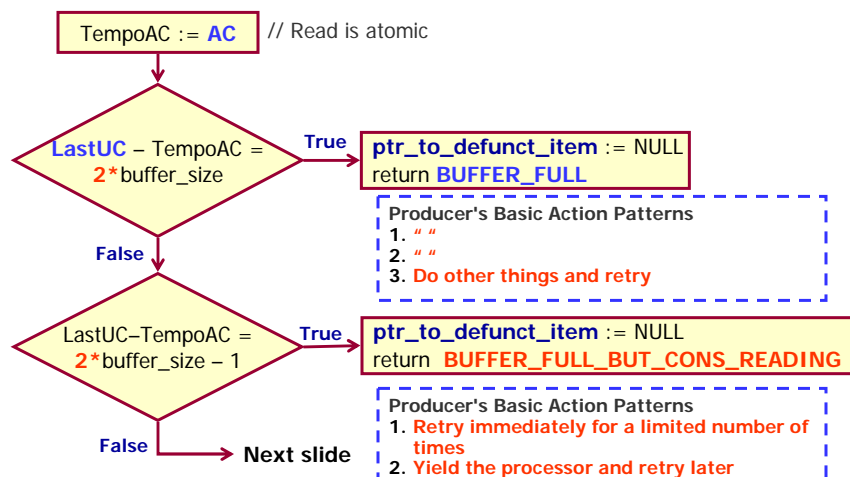 TempoAC := AC // Read is atomic
LastUC – TempoAC =
2*buffer_size
True
ptr_to_defunct_item := NULL
return BUFFER_FULL
Producer's Basic Action Patterns
1. “ “
2. “ “
3. Do other things and retry
False
LastUC–TempoAC =
2*buffer_size – 1
True
ptr_to_defunct_item := NULL
return BUFFER_FULL_BUT_CONS_READING
Producer's Basic Action Patterns
1. Retry immediately for a limited number of
times
2. Yield the processor and retry later
False
Next slide